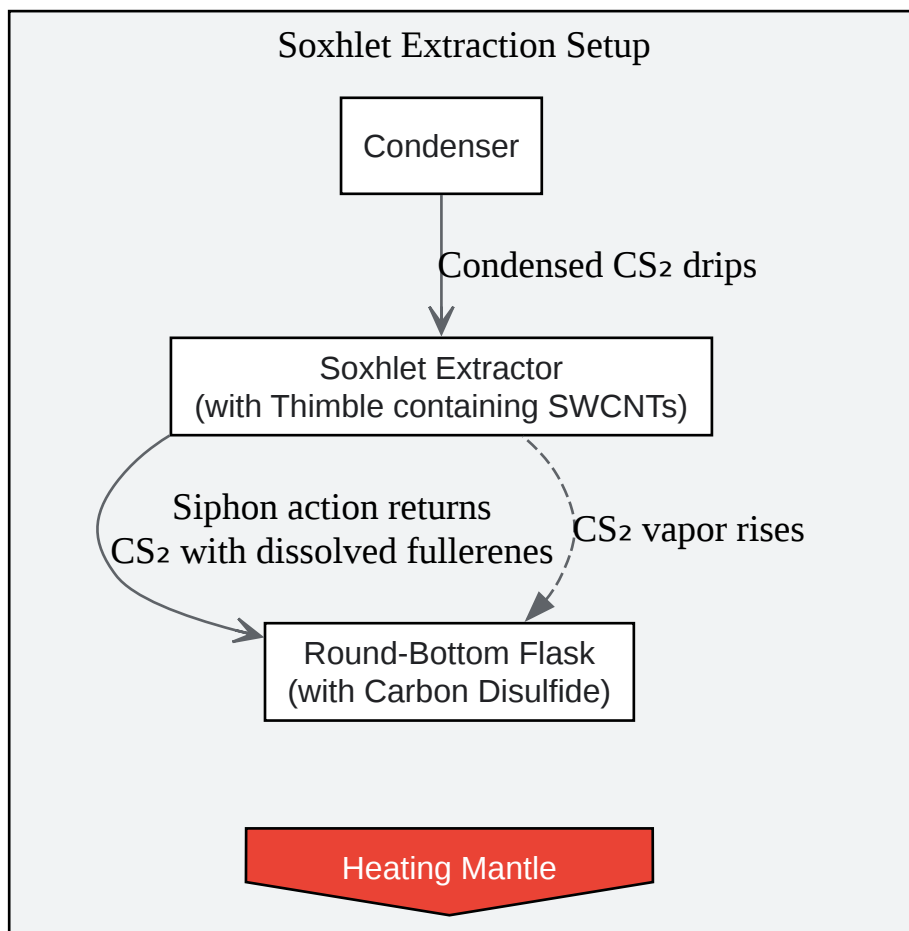 Soxhlet Extraction Setup
Condenser
Condensed CS₂ drips
Soxhlet Extractor
(with Thimble containing SWCNTs)
Siphon action returns
CS₂ with dissolved fullerenes
CS₂ vapor rises
Round-Bottom Flask
(with Carbon Disulfide)
Heating Mantle